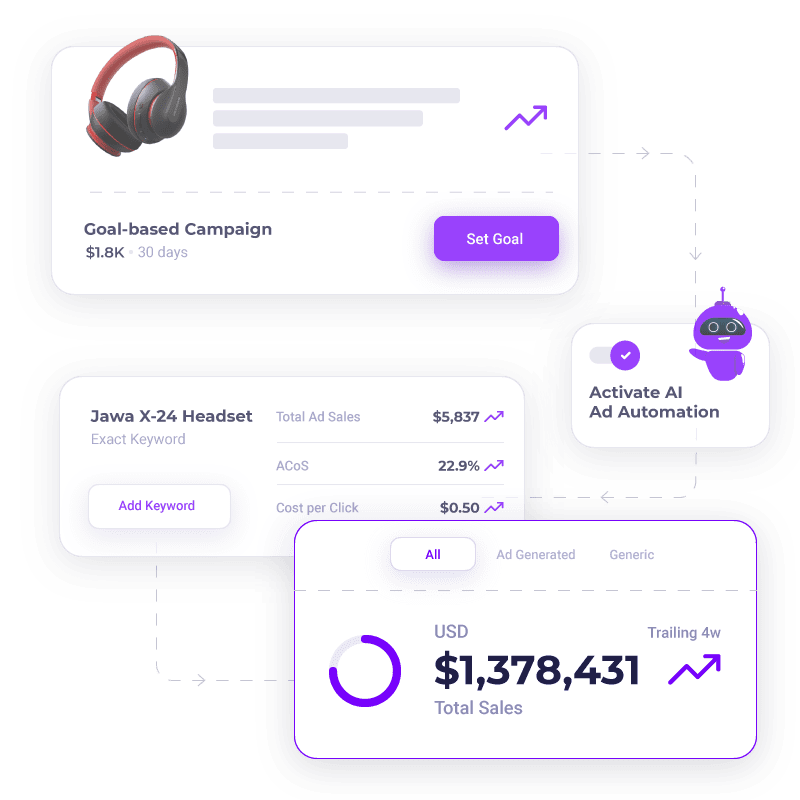 Goal-based Campaign
$1.8K • 30 days
Set Goal
Activate AI
Ad Automation
Jawa X-24 Headset
Exact Keyword
Add Keyword
Total Ad Sales $5,837
ACoS 22.9%
Cost per Click $0.50
All Ad Generated Generic
USD
Trailing 4w
$1,378,431
Total Sales